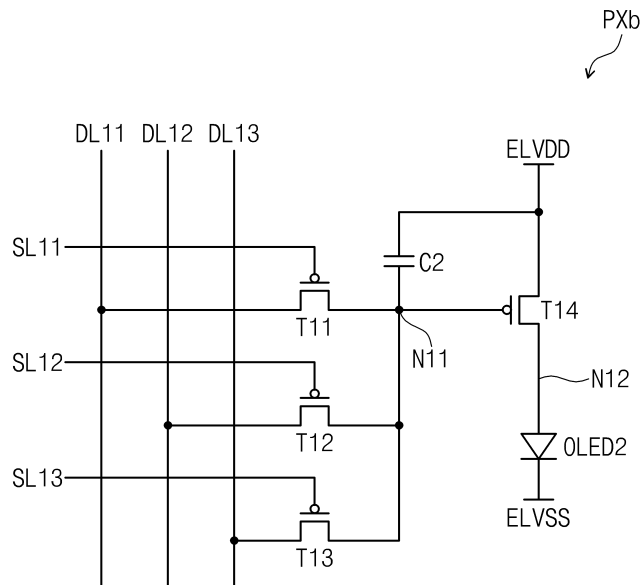 PXb
DL11 DL12 DL13
ELVDD
SL11
C2
T11
T14
N11
SL12
N12
T12
OLED2
SL13
ELVSS
T13